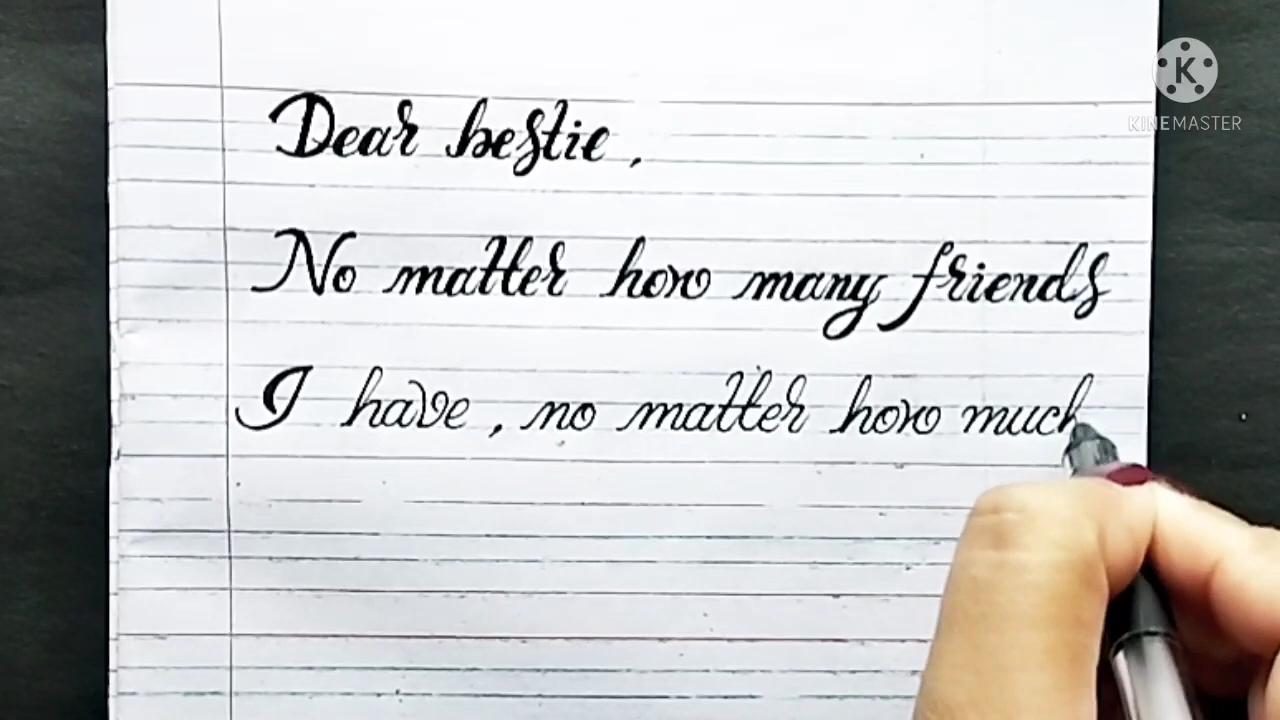 Dear bestie,
No matter how many friends
I have, no matter how much
K
KINEMASTER